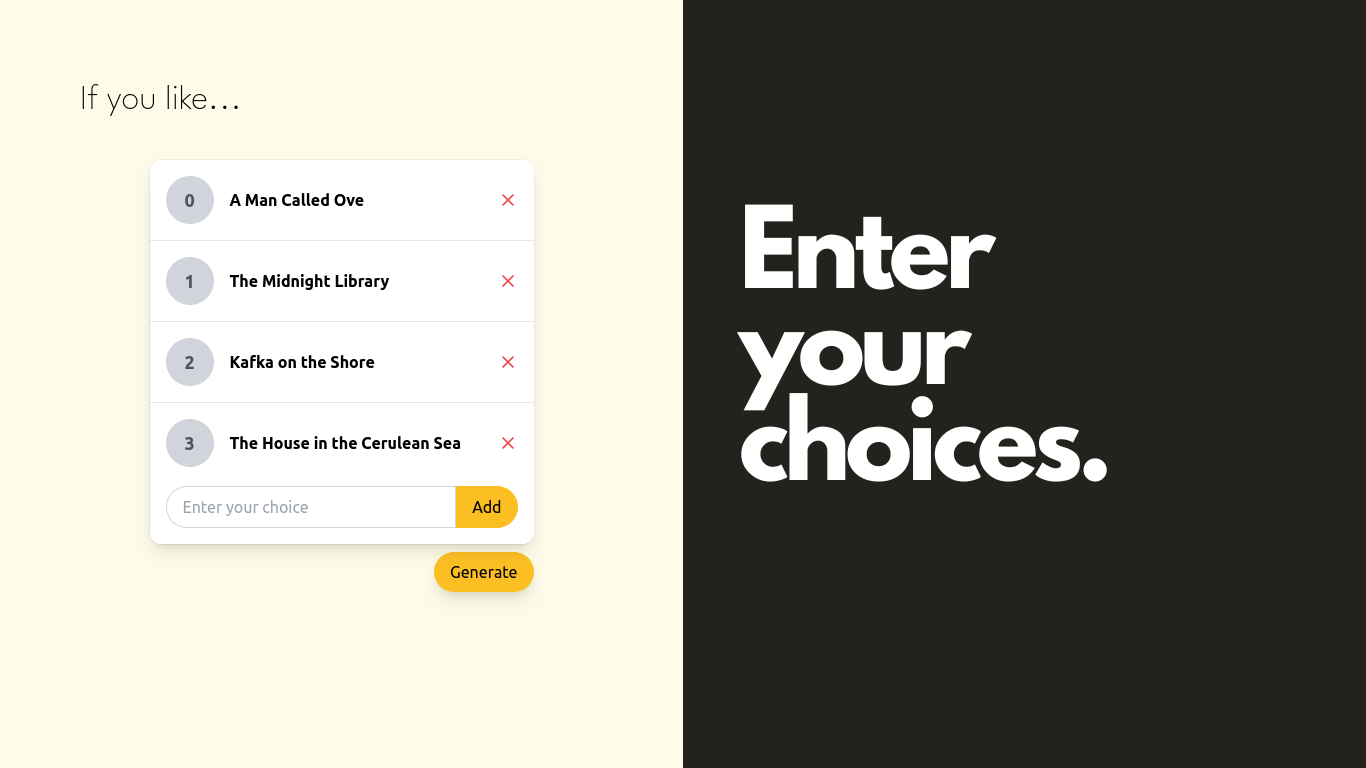 If you like...
0 A Man Called Ove
1 The Midnight Library
2 Kafka on the Shore
3 The House in the Cerulean Sea
Enter your choice Add
Generate
Enter
your
choices.